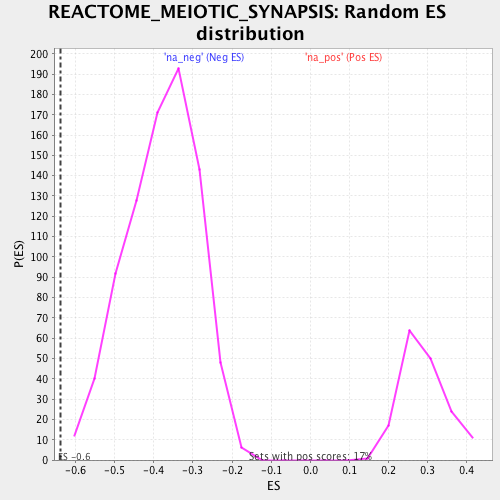 REACTOME_MEIOTIC_SYNAPSIS: Random ES
distribution
'na_neg' (Neg ES) 'na_pos' (Pos ES)
200
190
180
170
160
150
140
130
120
110
100
90
80
70
60
50
40
30
20
10
0
P(ES)
ES -0.6
Sets with pos scores: 17%
-0.6 -0.5 -0.4 -0.3 -0.2 -0.1 0.0 0.1 0.2 0.3 0.4
ES